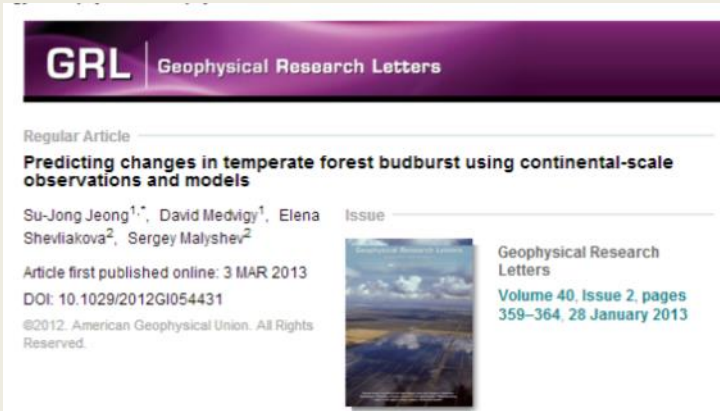 GRL Geophysical Research Letters
Regular Article
Predicting changes in temperate forest budburst using continental-scale
observations and models
Su-Jong Jeong1,*, David Medvigy1, Elena
Shevliakova2, Sergey Malyshev2
Article first published online: 3 MAR 2013
DOI: 10.1029/2012Gl054431
©2012. American Geophysical Union. All Rights
Reserved.
Issue
Geophysical Research
Letters
Volume 40, Issue 2, pages
359–364, 28 January 2013
Geophysical Research Letters